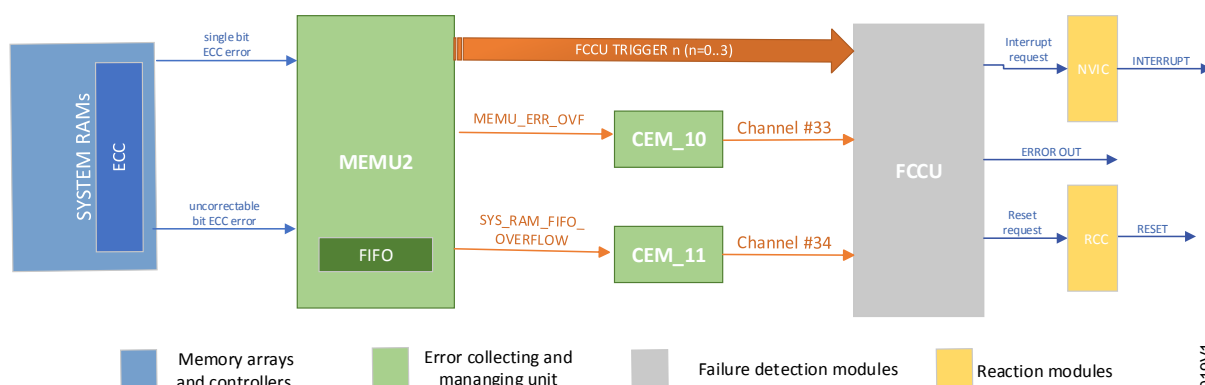 single bit
ECC error
FCCU TRIGGER n (n=0..3)
Interrupt
request
NVIC
INTERRUPT
SYSTEM RAMs
ECC
MEMU2
MEMU_ERR_OVF
CEM_10
Channel #33
FCCU
ERROR OUT
uncorrectable
bit ECC error
FIFO
SYS_RAM_FIFO_
OVERFLOW
CEM_11
Channel #34
Reset
request
RCC
RESET
Memory arrays
and controllers
Error collecting and
mananging unit
Failure detection modules
Reaction modules